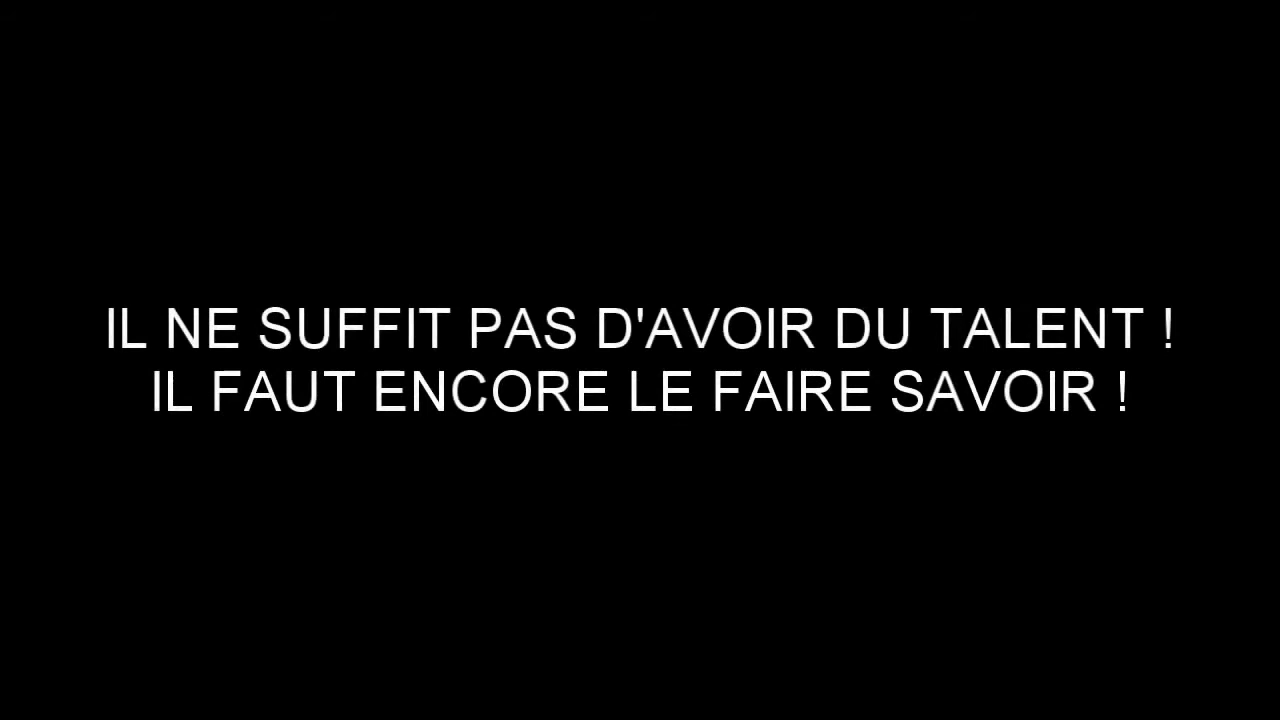 IL NE SUFFIT PAS D'AVOIR DU TALENT !
IL FAUT ENCORE LE FAIRE SAVOIR !